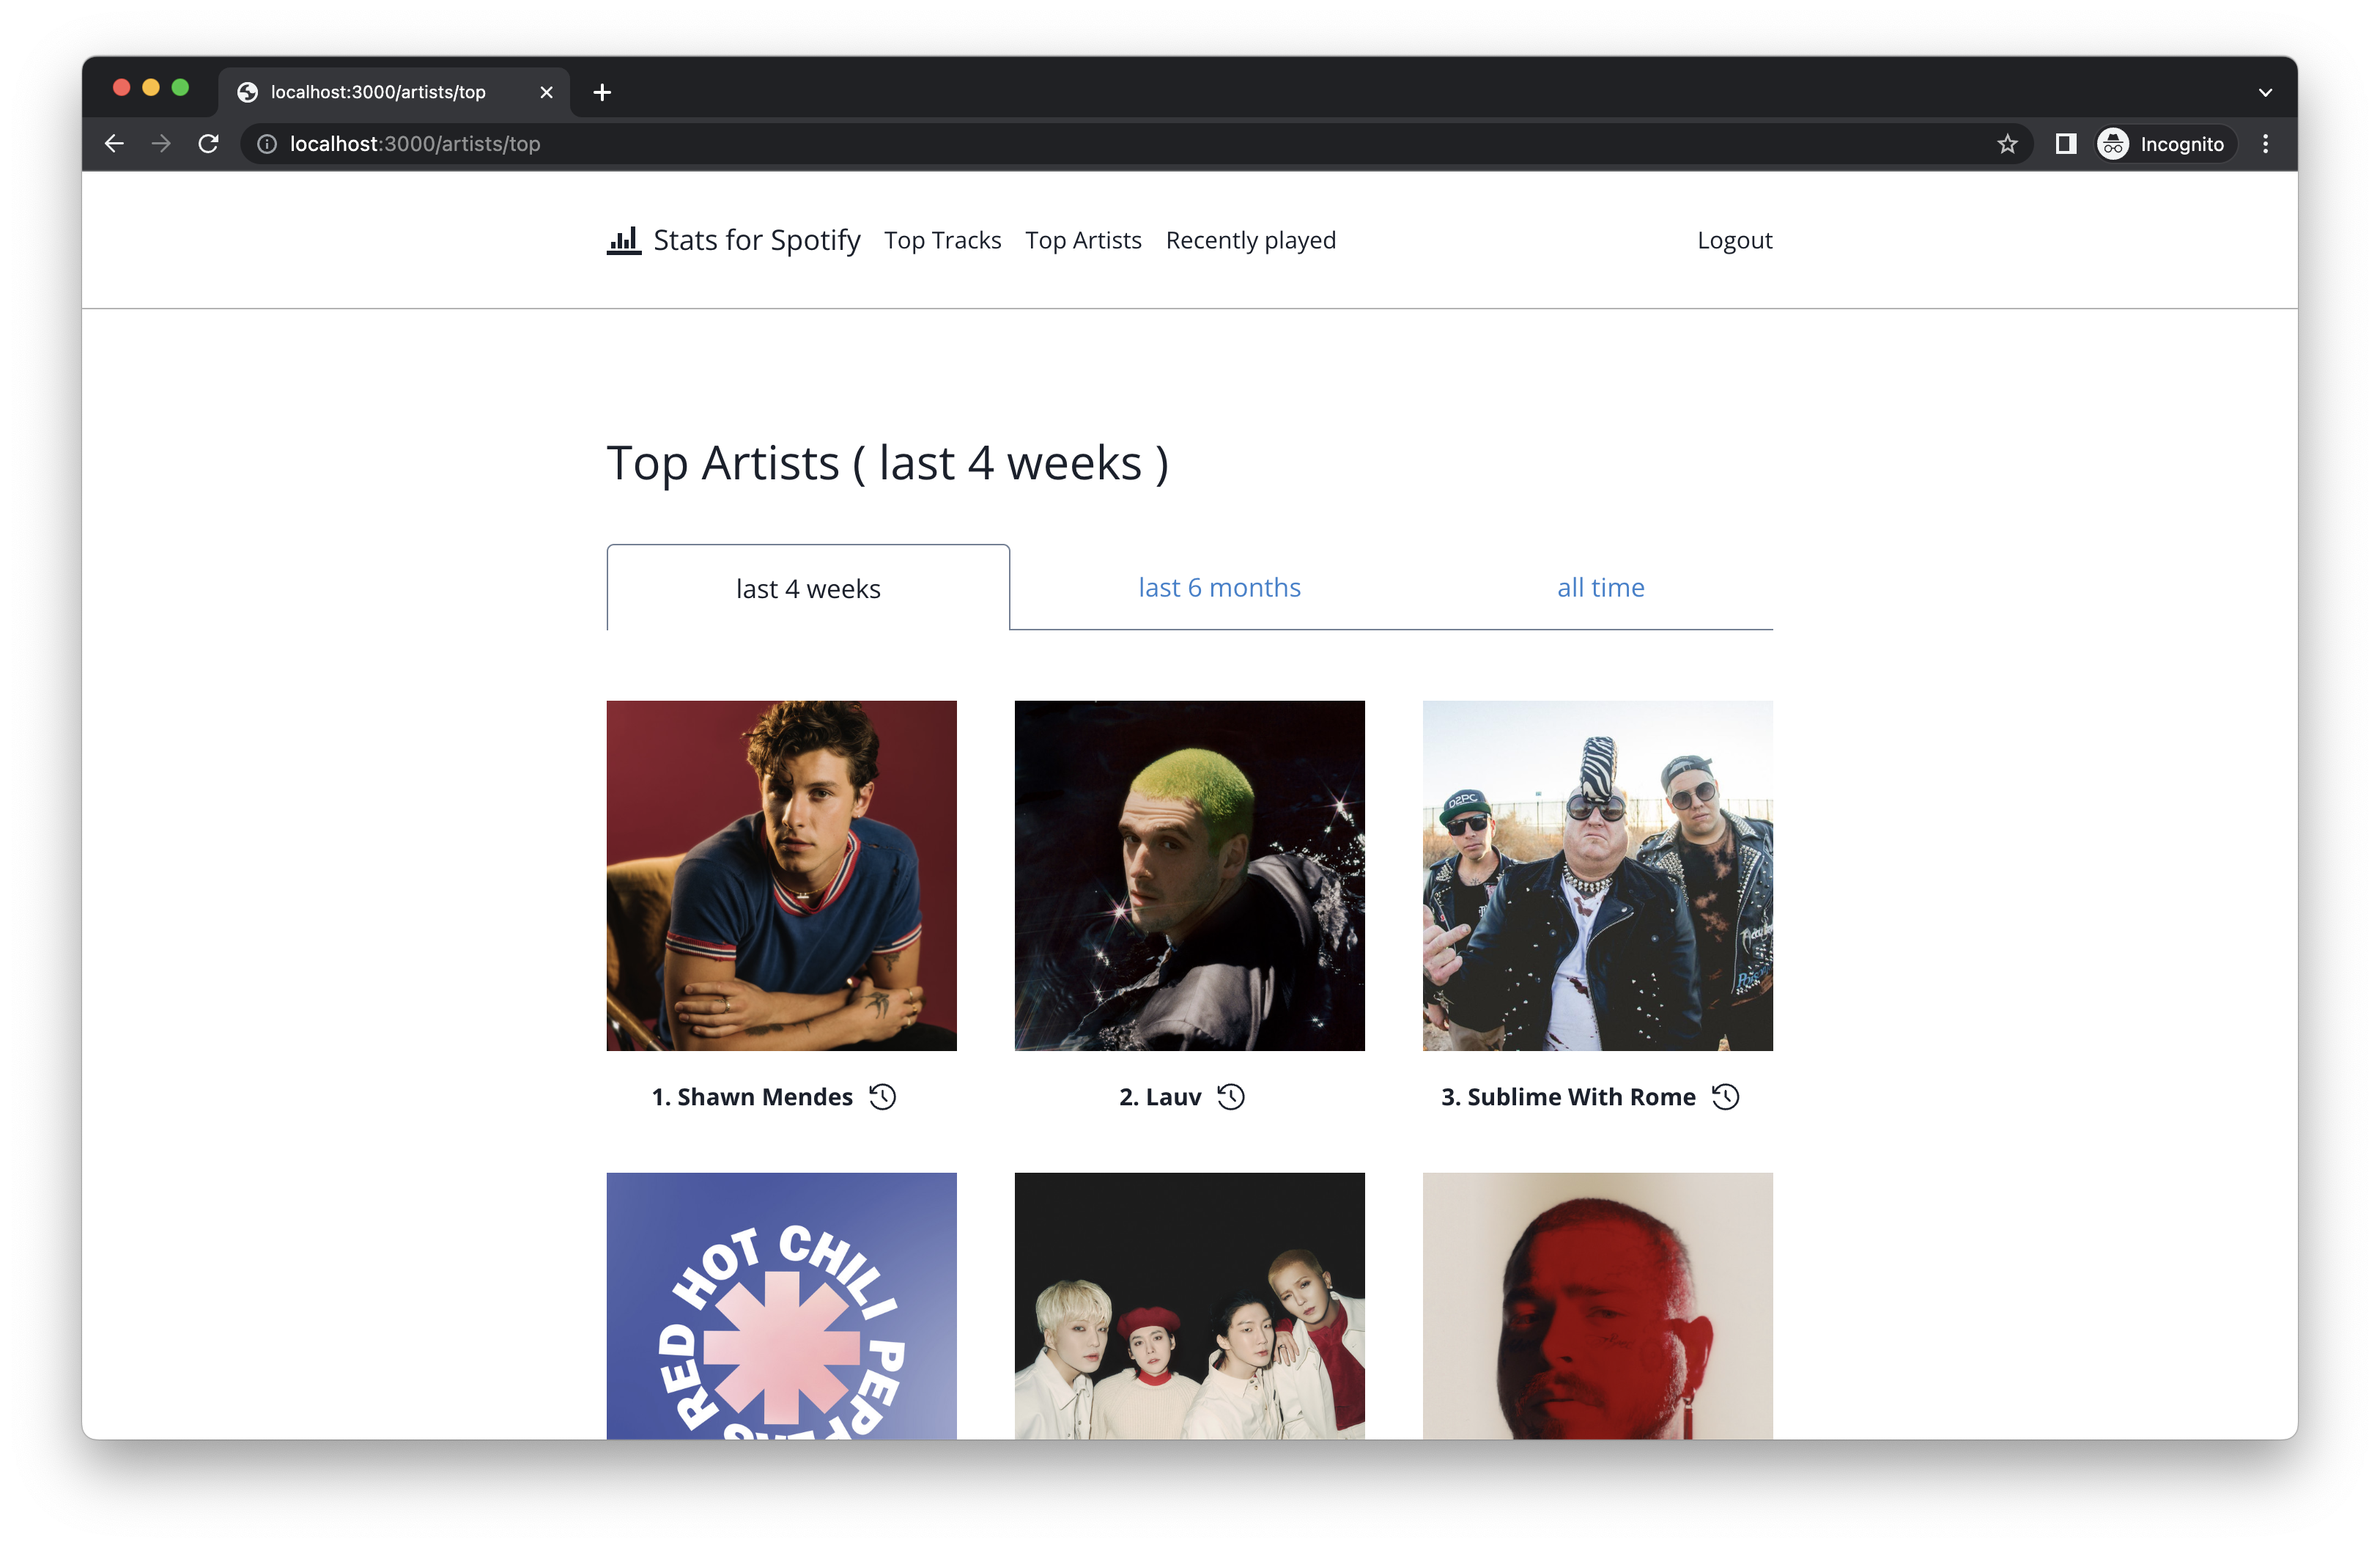 localhost:3000/artists/top
localhost:3000/artists/top
Incognito
Stats for Spotify Top Tracks Top Artists Recently played Logout
Top Artists ( last 4 weeks )
last 4 weeks last 6 months all time
D2PC
1. Shawn Mendes 2. Lauv 3. Sublime With Rome
RED HOT CHILI PEPPERS